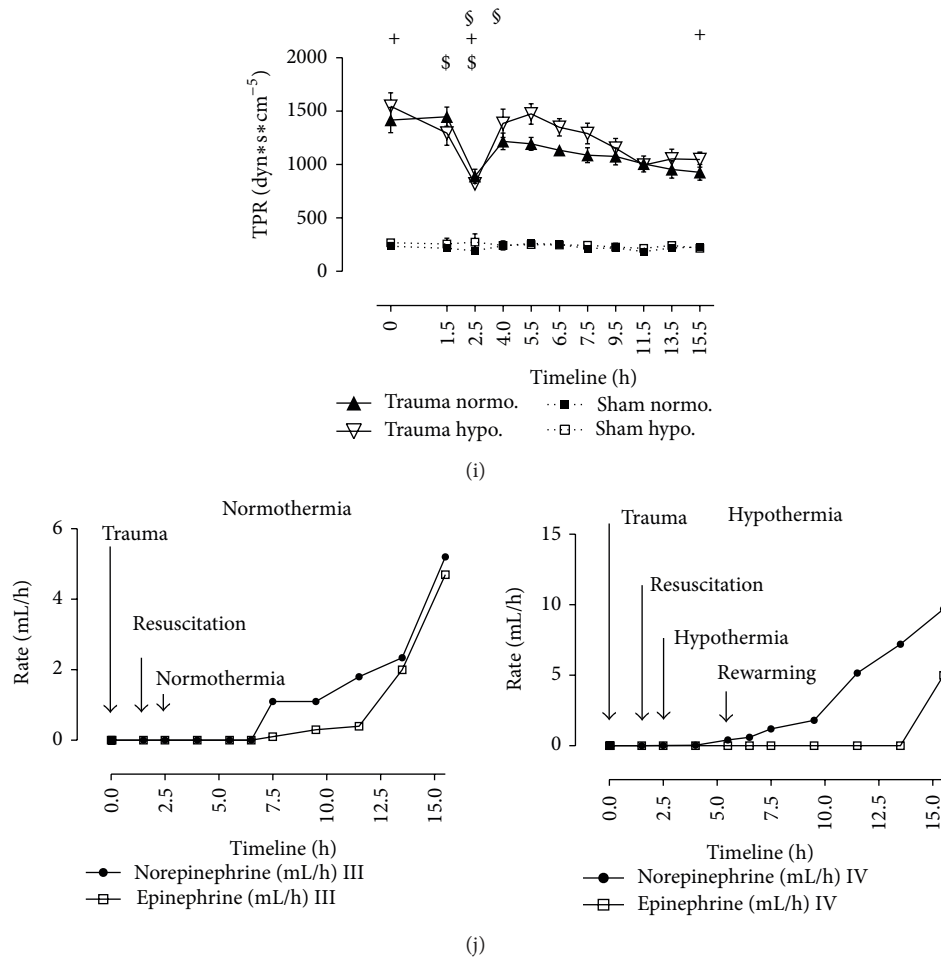 § §
+ + +
$ $
TPR (dyn∗s∗cm−5)
2000
1500
1000
500
0
0 1.5 2.5 4.0 5.5 6.5 7.5 9.5 11.5 13.5 15.5
Timeline (h)
Trauma normo. Sham normo.
Trauma hypo. Sham hypo.
(i)
Normothermia
Rate (mL/h)
6
4
2
0
Trauma
Resuscitation
Normothermia
0.0 2.5 5.0 7.5 10.0 12.5 15.0
Timeline (h)
Norepinephrine (mL/h) III
Epinephrine (mL/h) III
Hypothermia
Rate (mL/h)
15
10
5
0
Trauma
Resuscitation
Hypothermia
Rewarming
0.0 2.5 5.0 7.5 10.0 12.5 15.0
Timeline (h)
Norepinephrine (mL/h) IV
Epinephrine (mL/h) IV
(j)